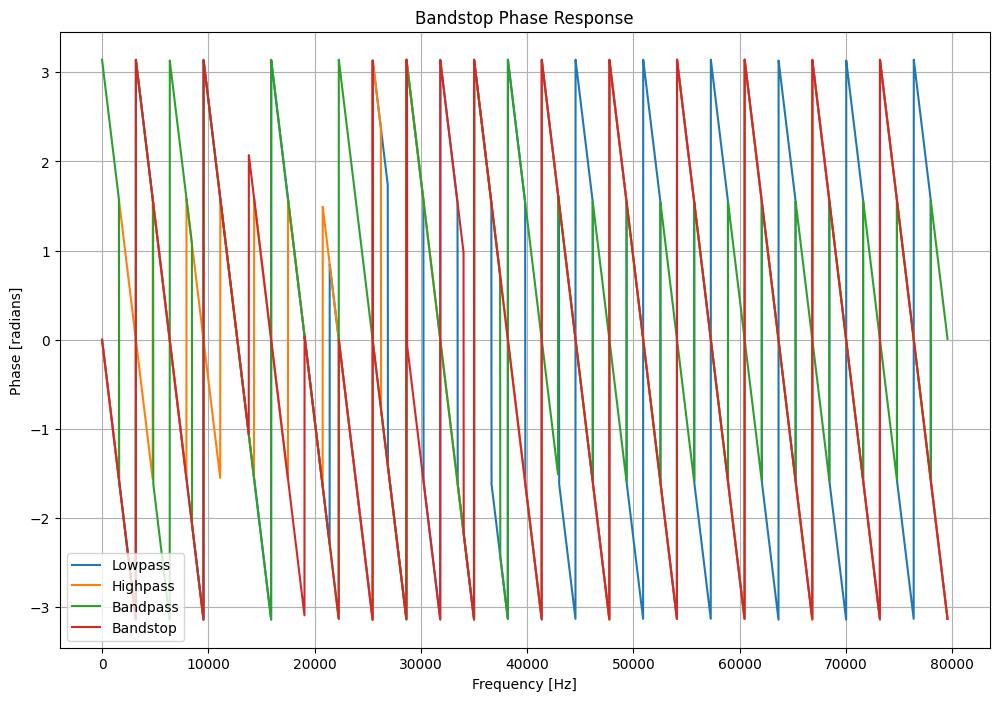 Bandstop Phase Response
Phase [radians]
3
2
1
0
−1
−2
−3
Lowpass
Highpass
Bandpass
Bandstop
0 10000 20000 30000 40000 50000 60000 70000 80000
Frequency [Hz]